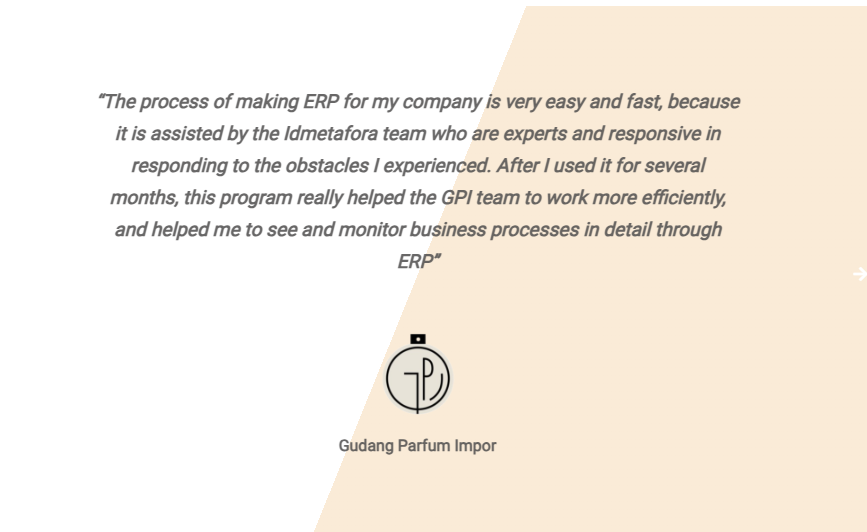 “The process of making ERP for my company is very easy and fast, because
it is assisted by the Idmetafora team who are experts and responsive in
responding to the obstacles I experienced. After I used it for several
months, this program really helped the GPI team to work more efficiently,
and helped me to see and monitor business processes in detail through
ERP”
GPI
Gudang Parfum Impor